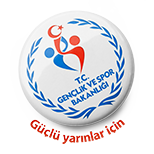 T.C.
GENÇLİK VE SPOR
BAKANLIĞI
Güçlü yarınlar için